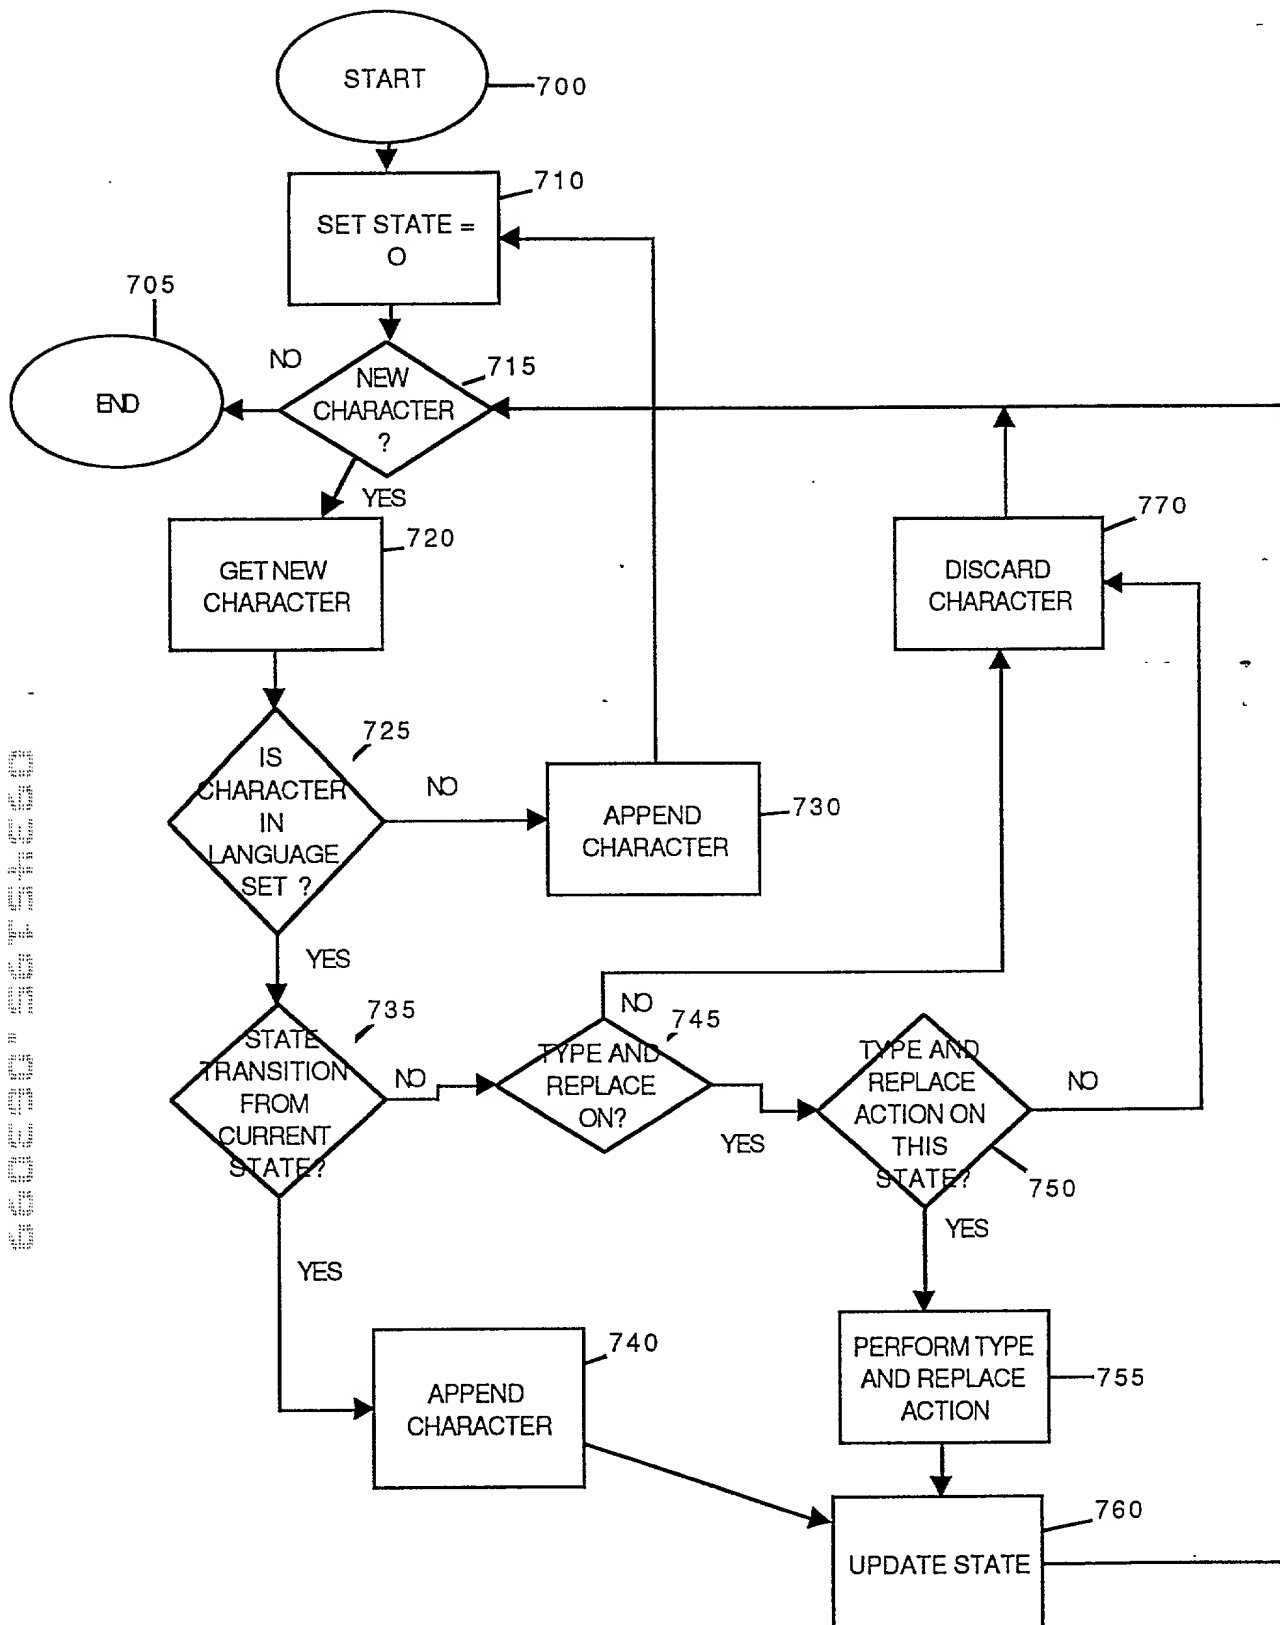 START
700
710
SET STATE =
O
705
NO
715
NEW
CHARACTER
?
END
YES
720
GET NEW
CHARACTER
770
DISCARD
CHARACTER
725
IS
CHARACTER
IN
LANGUAGE
SET ?
NO
730
APPEND
CHARACTER
YES
735
STATE
TRANSITION
FROM
CURRENT
STATE?
NO
NO
745
TYPE AND
REPLACE
ON?
YES
TYPE AND
REPLACE
ACTION ON
THIS
STATE?
NO
750
YES
YES
740
APPEND
CHARACTER
PERFORM TYPE
AND REPLACE
ACTION
755
760
UPDATE STATE